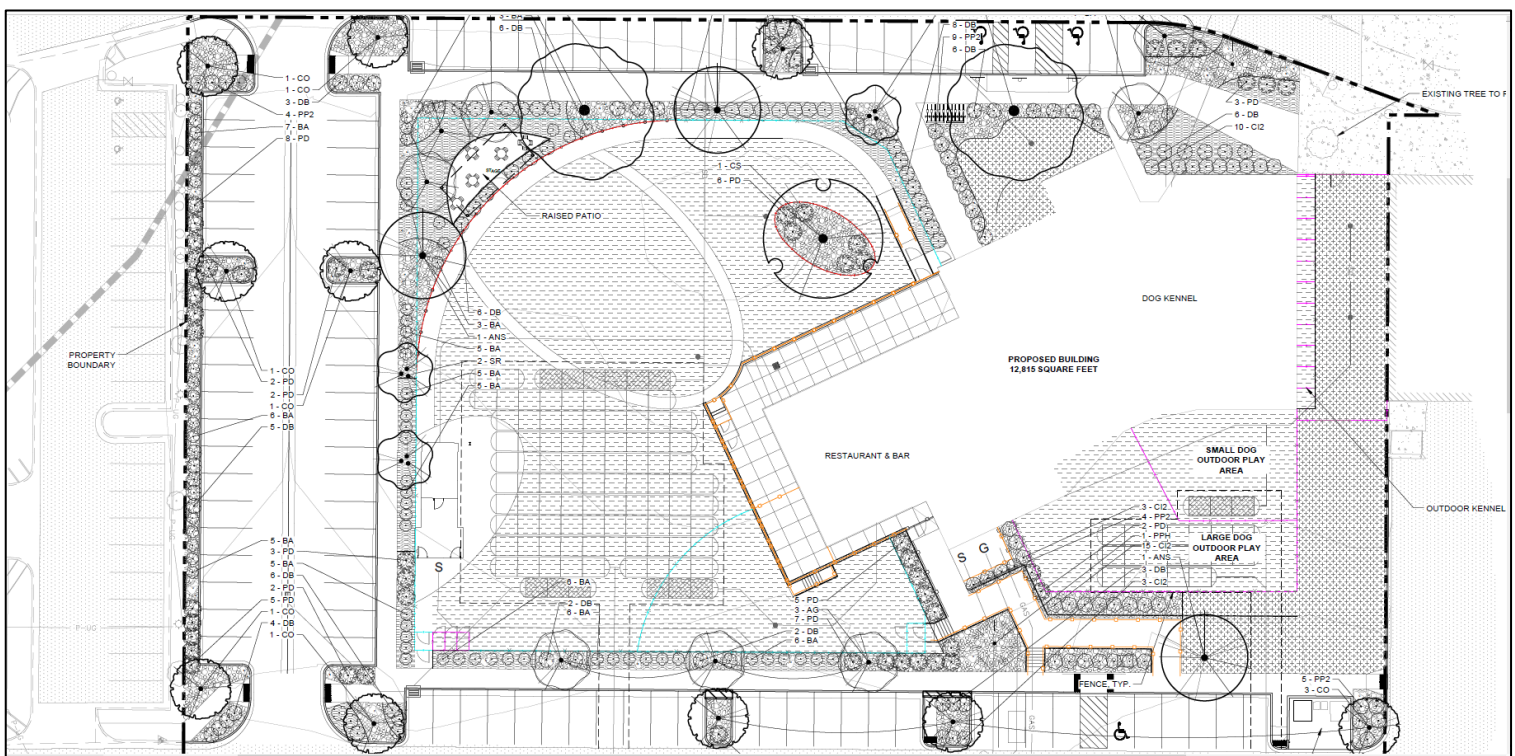 6 - DB
8 - DB
9 - PP2
6 - DB
EXISTING TREE TO
1 - CO
1 - CO
3 - DB
4 - PP2
7 - BA
8 - PD
3 - PD
6 - DB
10 - CI2
1 - CS
6 - PD
STAGE
RAISED PATIO
DOG KENNEL
6 - DB
3 - BA
1 - ANS
5 - BA
2 - SR
5 - BA
5 - BA
PROPERTY
BOUNDARY
PROPOSED BUILDING
12,815 SQUARE FEET
1 - CO
2 - PD
2 - PD
1 - CO
6 - BA
5 - DB
RESTAURANT & BAR
SMALL DOG
OUTDOOR PLAY
AREA
OUTDOOR KENNEL
3 - CI2
4 - PP2
2 - PD
1 - PPH
15 - CI2
1 - ANS
3 - DB
3 - CI2
LARGE DOG
OUTDOOR PLAY
AREA
5 - BA
3 - PD
5 - BA
6 - DB
2 - PD
5 - PD
1 - CO
4 - DB
1 - CO
S
S G
6 - BA
2 - DB
6 - BA
5 - PD
3 - AG
7 - PD
2 - DB
6 - BA
GAS
P-UG
FENCE, TYP.
GAS
5 - PP2
3 - CO